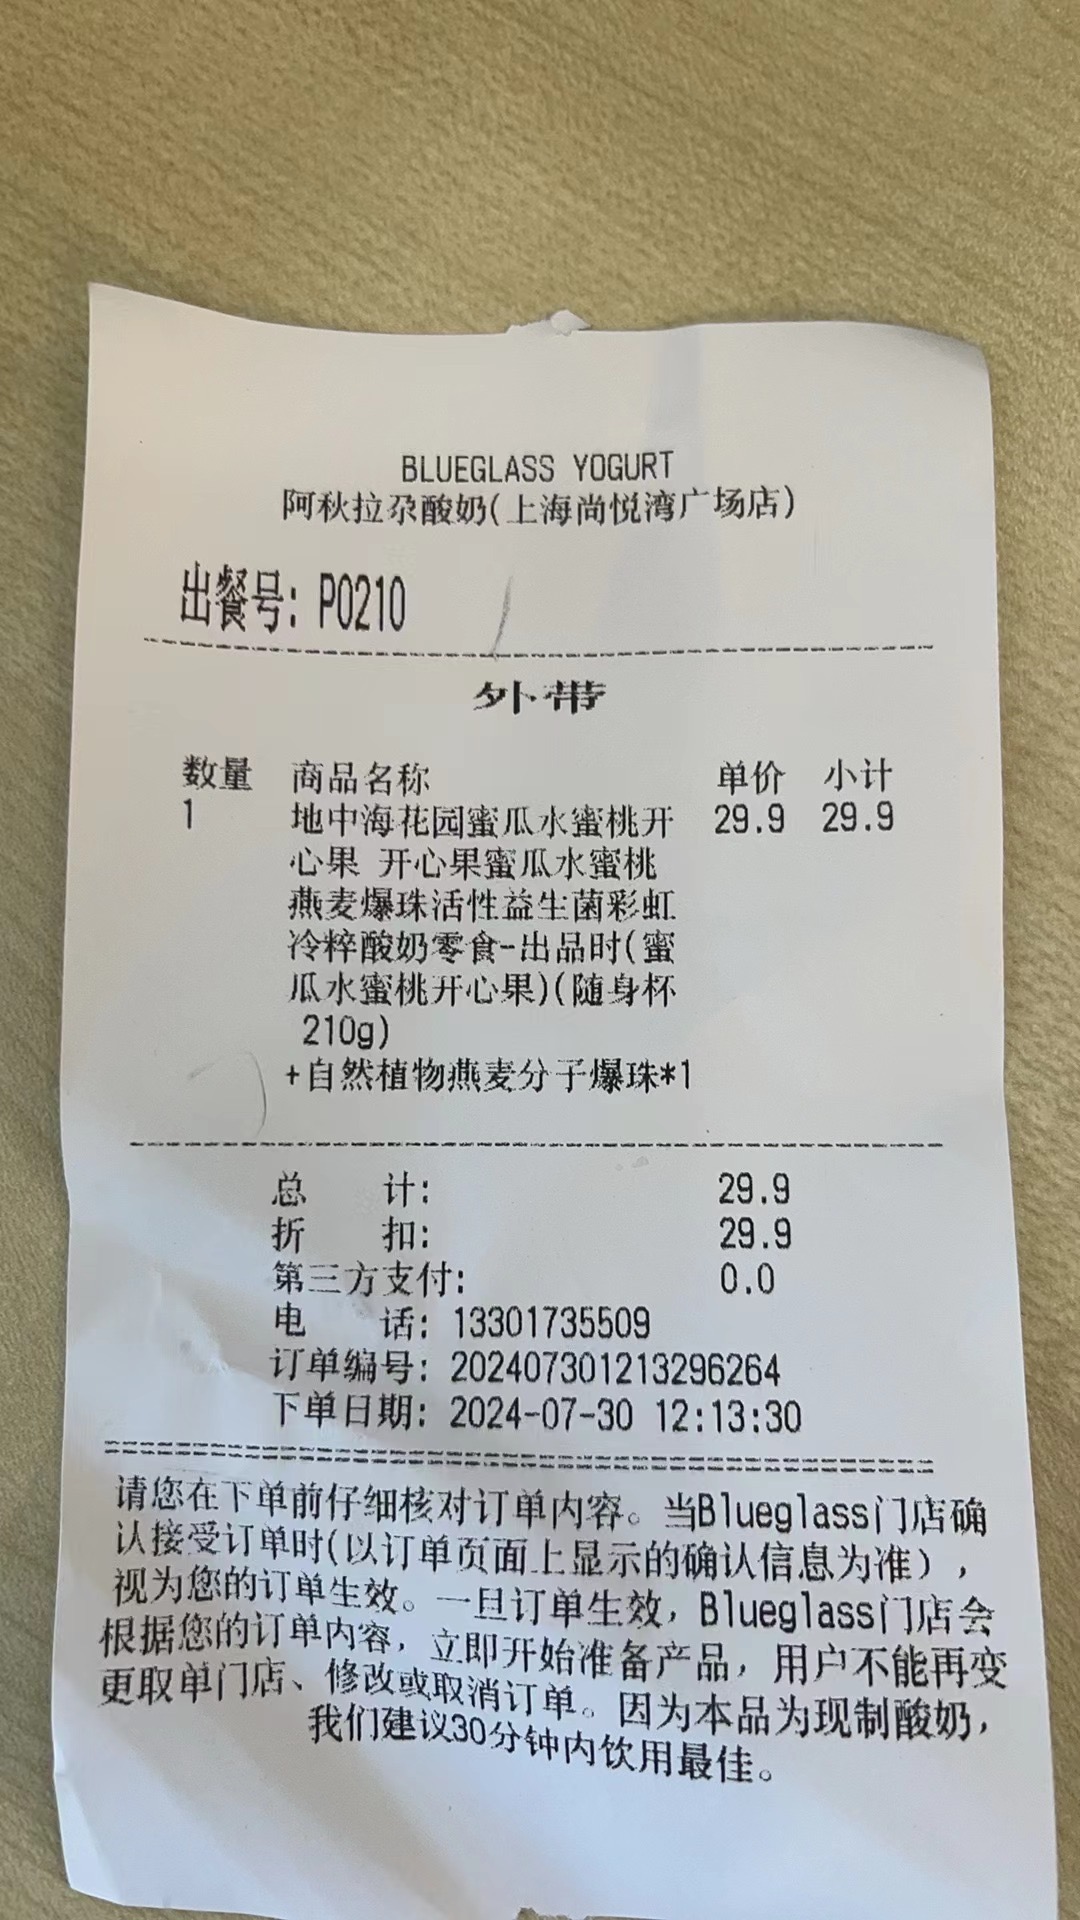 BLUEGLASS YOGURT
阿秋拉尕酸奶(上海尚悦湾广场店)
出餐号: P0210
外带
数量 商品名称 单价 小计
1 地中海花园蜜瓜水蜜桃开 29.9 29.9
心果 开心果蜜瓜水蜜桃
燕麦爆珠活性益生菌彩虹
冷粹酸奶零食-出品时(蜜
瓜水蜜桃开心果)(随身杯
210g)
+自然植物燕麦分子爆珠*1
总 计: 29.9
折 扣: 29.9
第三方支付: 0.0
电 话: 13301735509
订单编号: 202407301213296264
下单日期: 2024-07-30 12:13:30
请您在下单前仔细核对订单内容。当Blueglass门店确
认接受订单时(以订单页面上显示的确认信息为准),
视为您的订单生效。一旦订单生效, Blueglass门店会
根据您的订单内容, 立即开始准备产品, 用户不能再变
更取单门店、修改或取消订单。因为本品为现制酸奶,
我们建议30分钟内饮用最佳。